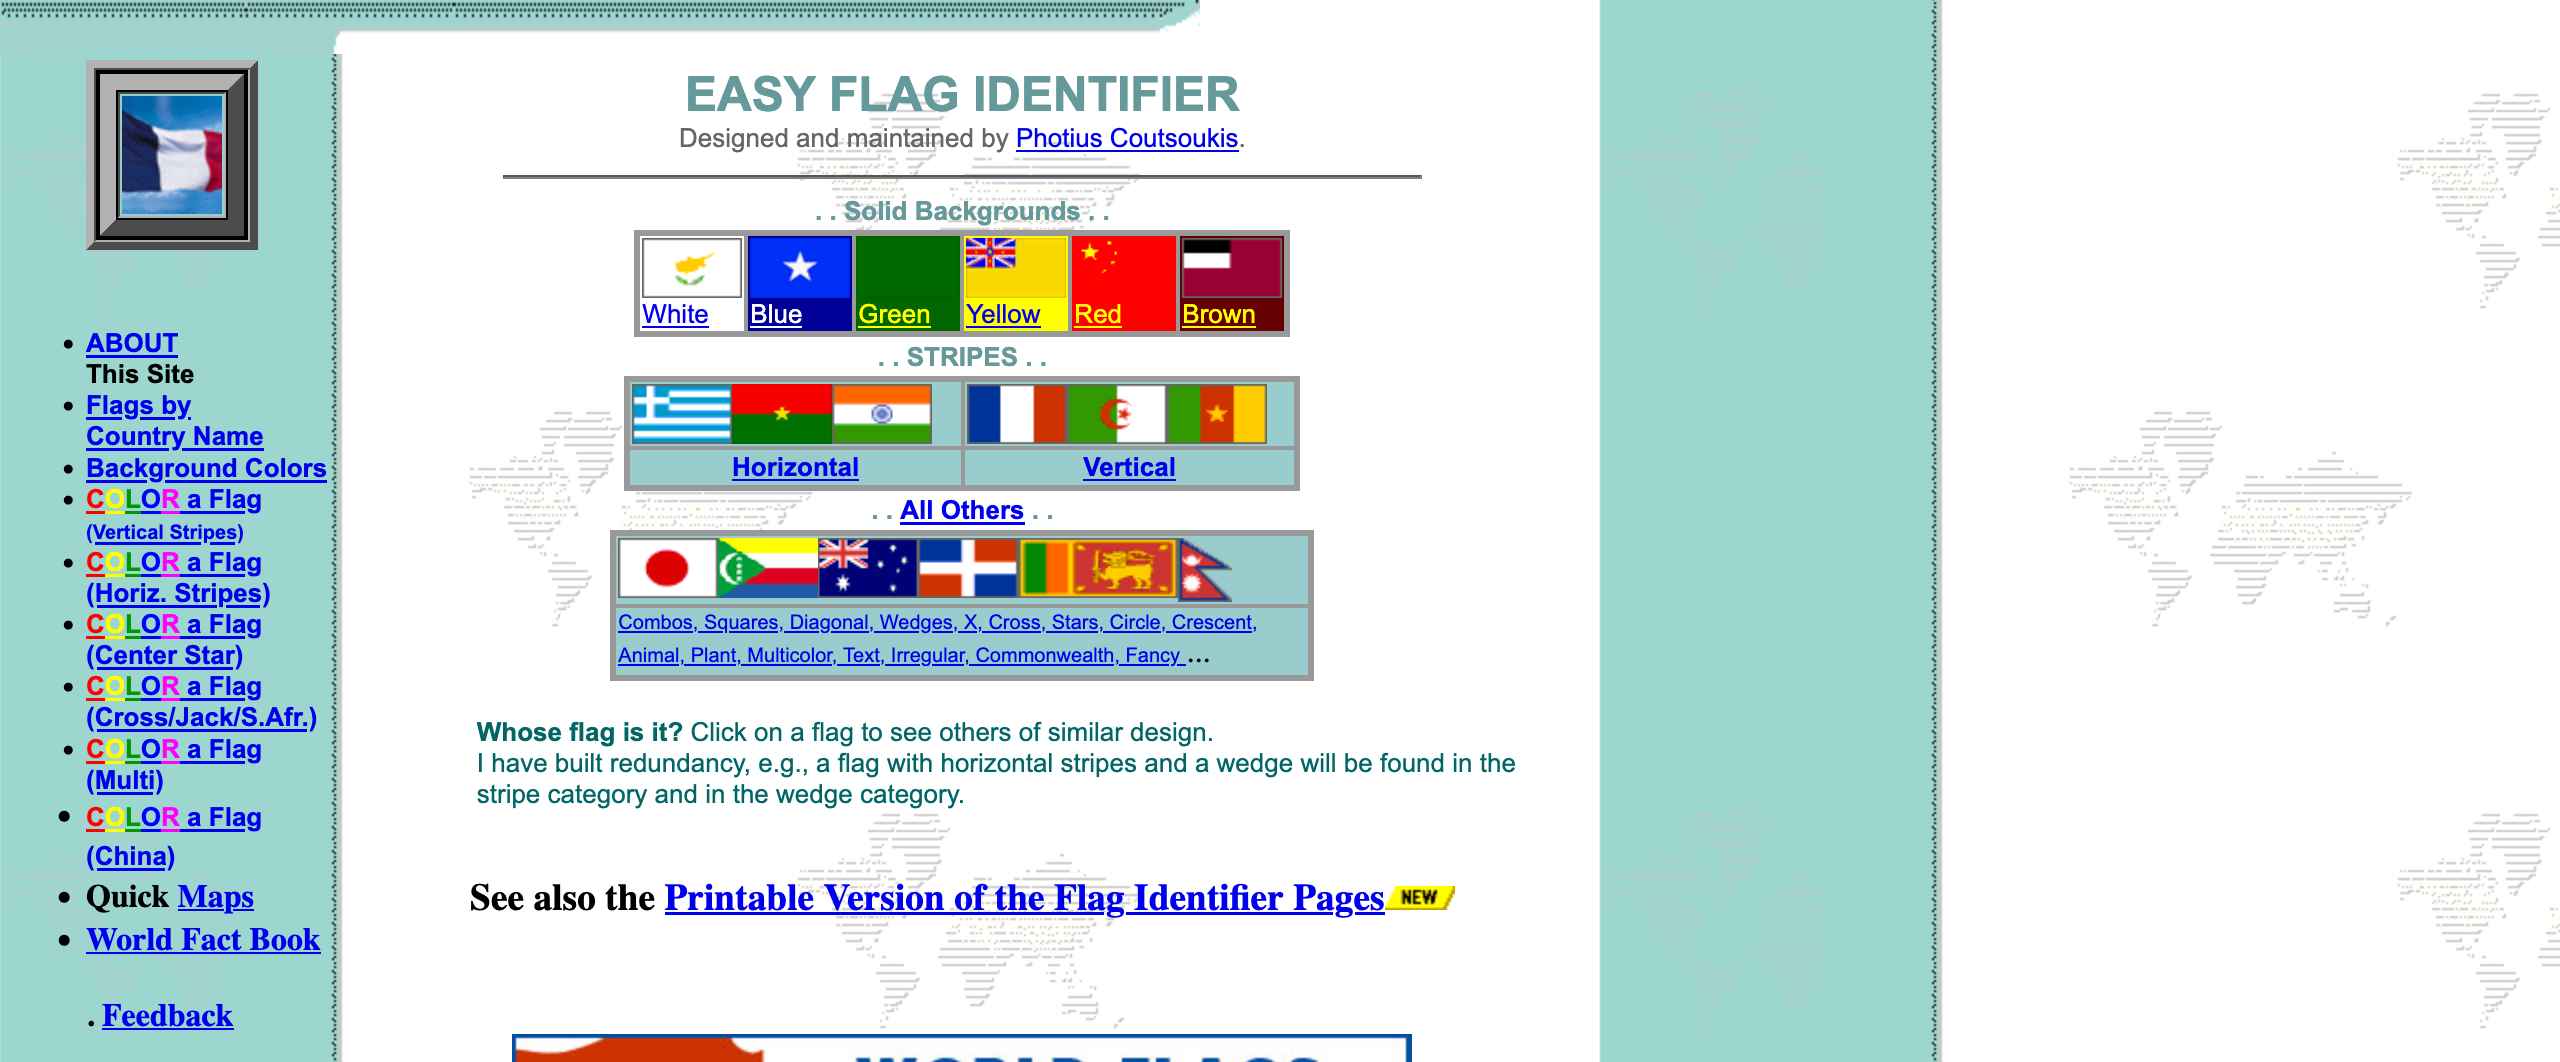 EASY FLAG IDENTIFIER
Designed and maintained by Photius Coutsoukis.
. . Solid Backgrounds . .
White Blue Green Yellow Red Brown
. . STRIPES . .
Horizontal Vertical
. . All Others . .
Combos, Squares, Diagonal, Wedges, X, Cross, Stars, Circle, Crescent,
Animal, Plant, Multicolor, Text, Irregular, Commonwealth, Fancy ...
Whose flag is it? Click on a flag to see others of similar design.
I have built redundancy, e.g., a flag with horizontal stripes and a wedge will be found in the
stripe category and in the wedge category.
See also the Printable Version of the Flag Identifier Pages NEW
WORLD FLAGS
ABOUT
This Site
Flags by
Country Name
Background Colors
COLOR a Flag
(Vertical Stripes)
COLOR a Flag
(Horiz. Stripes)
COLOR a Flag
(Center Star)
COLOR a Flag
(Cross/Jack/S.Afr.)
COLOR a Flag
(Multi)
COLOR a Flag
(China)
Quick Maps
World Fact Book
. Feedback